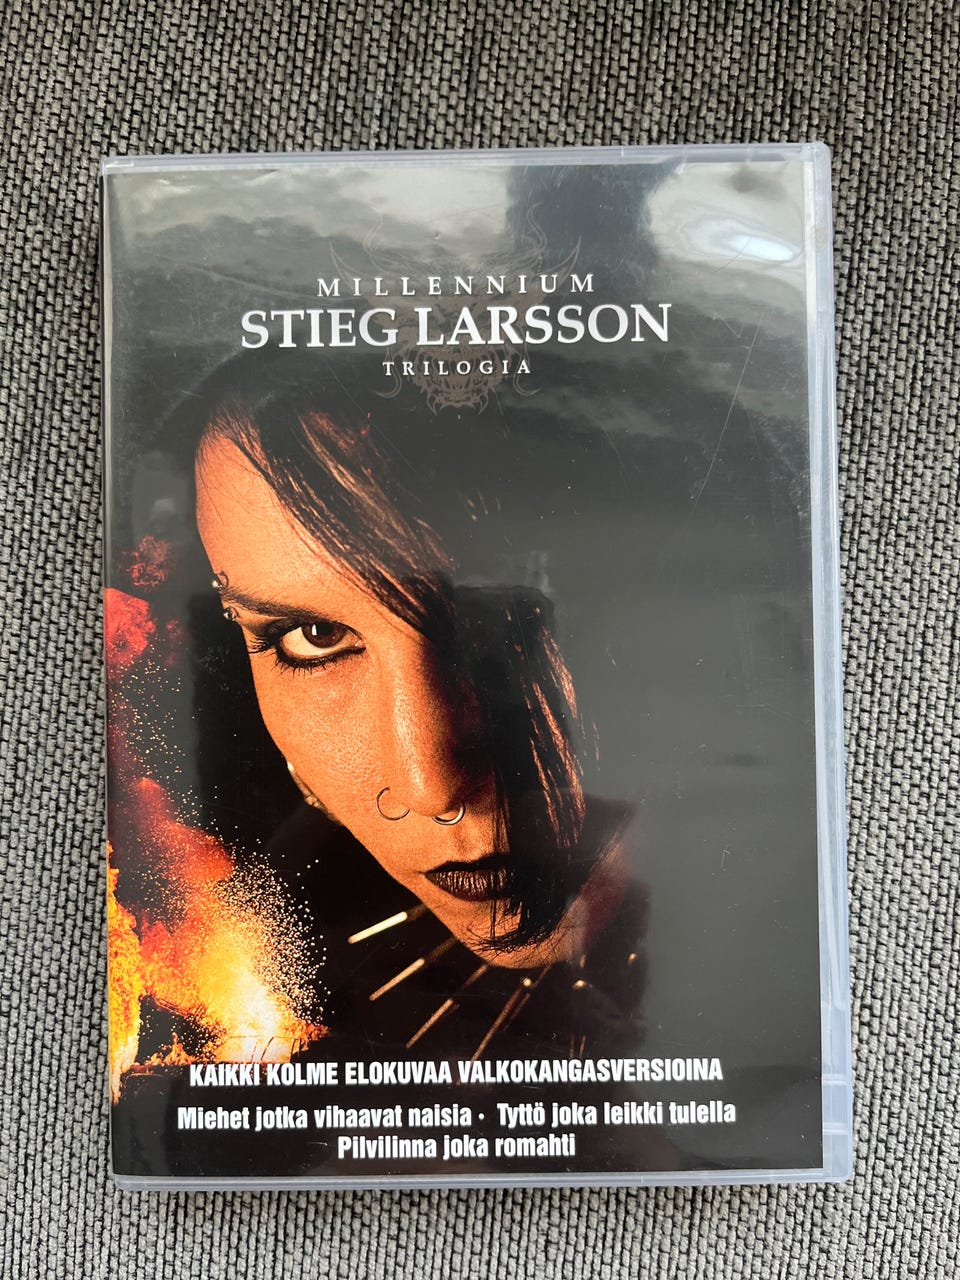 MILLENNIUM
STIEG LARSSON
TRILOGIA
KAIKKI KOLME ELOKUVAA VALKOKANGASVERSIOINA
Miehet jotka vihaavat naisia · Tyttö joka leikki tulella
Pilvilinna joka romahti